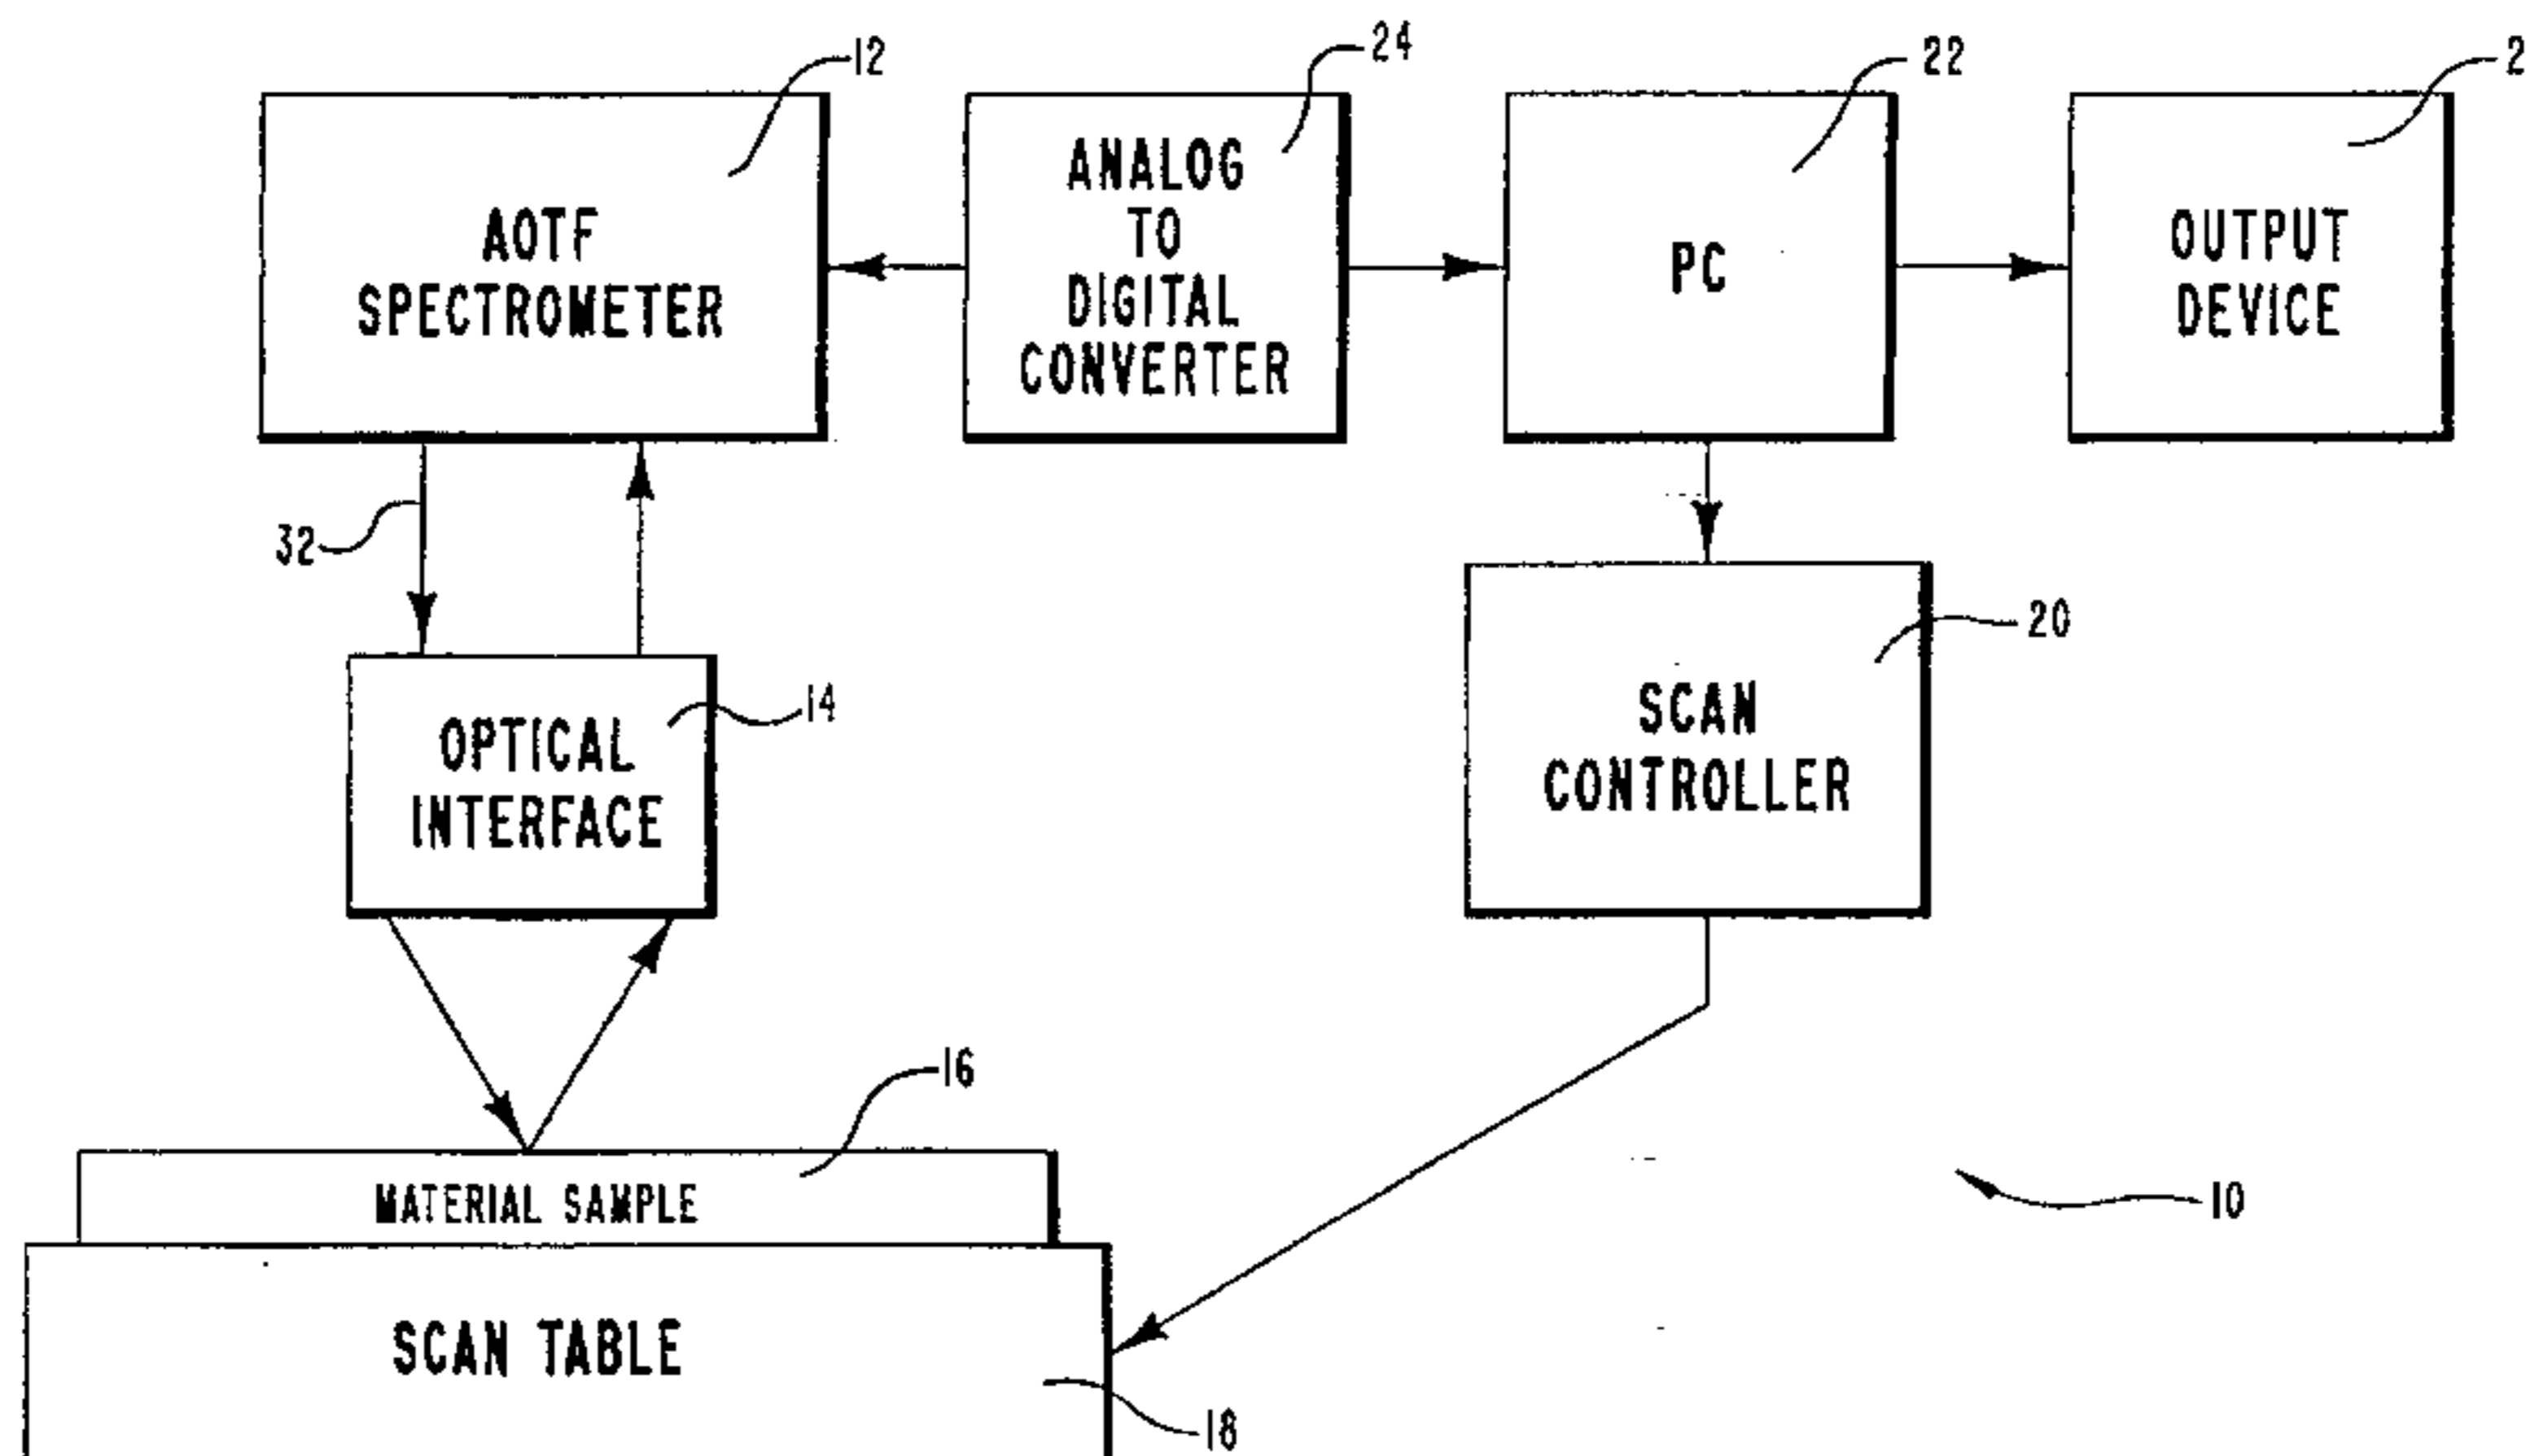 12
24
22
2
AOTF
SPECTROMETER
ANALOG
TO
DIGITAL
CONVERTER
PC
OUTPUT
DEVICE
32
20
14
OPTICAL
INTERFACE
SCAN
CONTROLLER
16
MATERIAL SAMPLE
10
SCAN TABLE
18